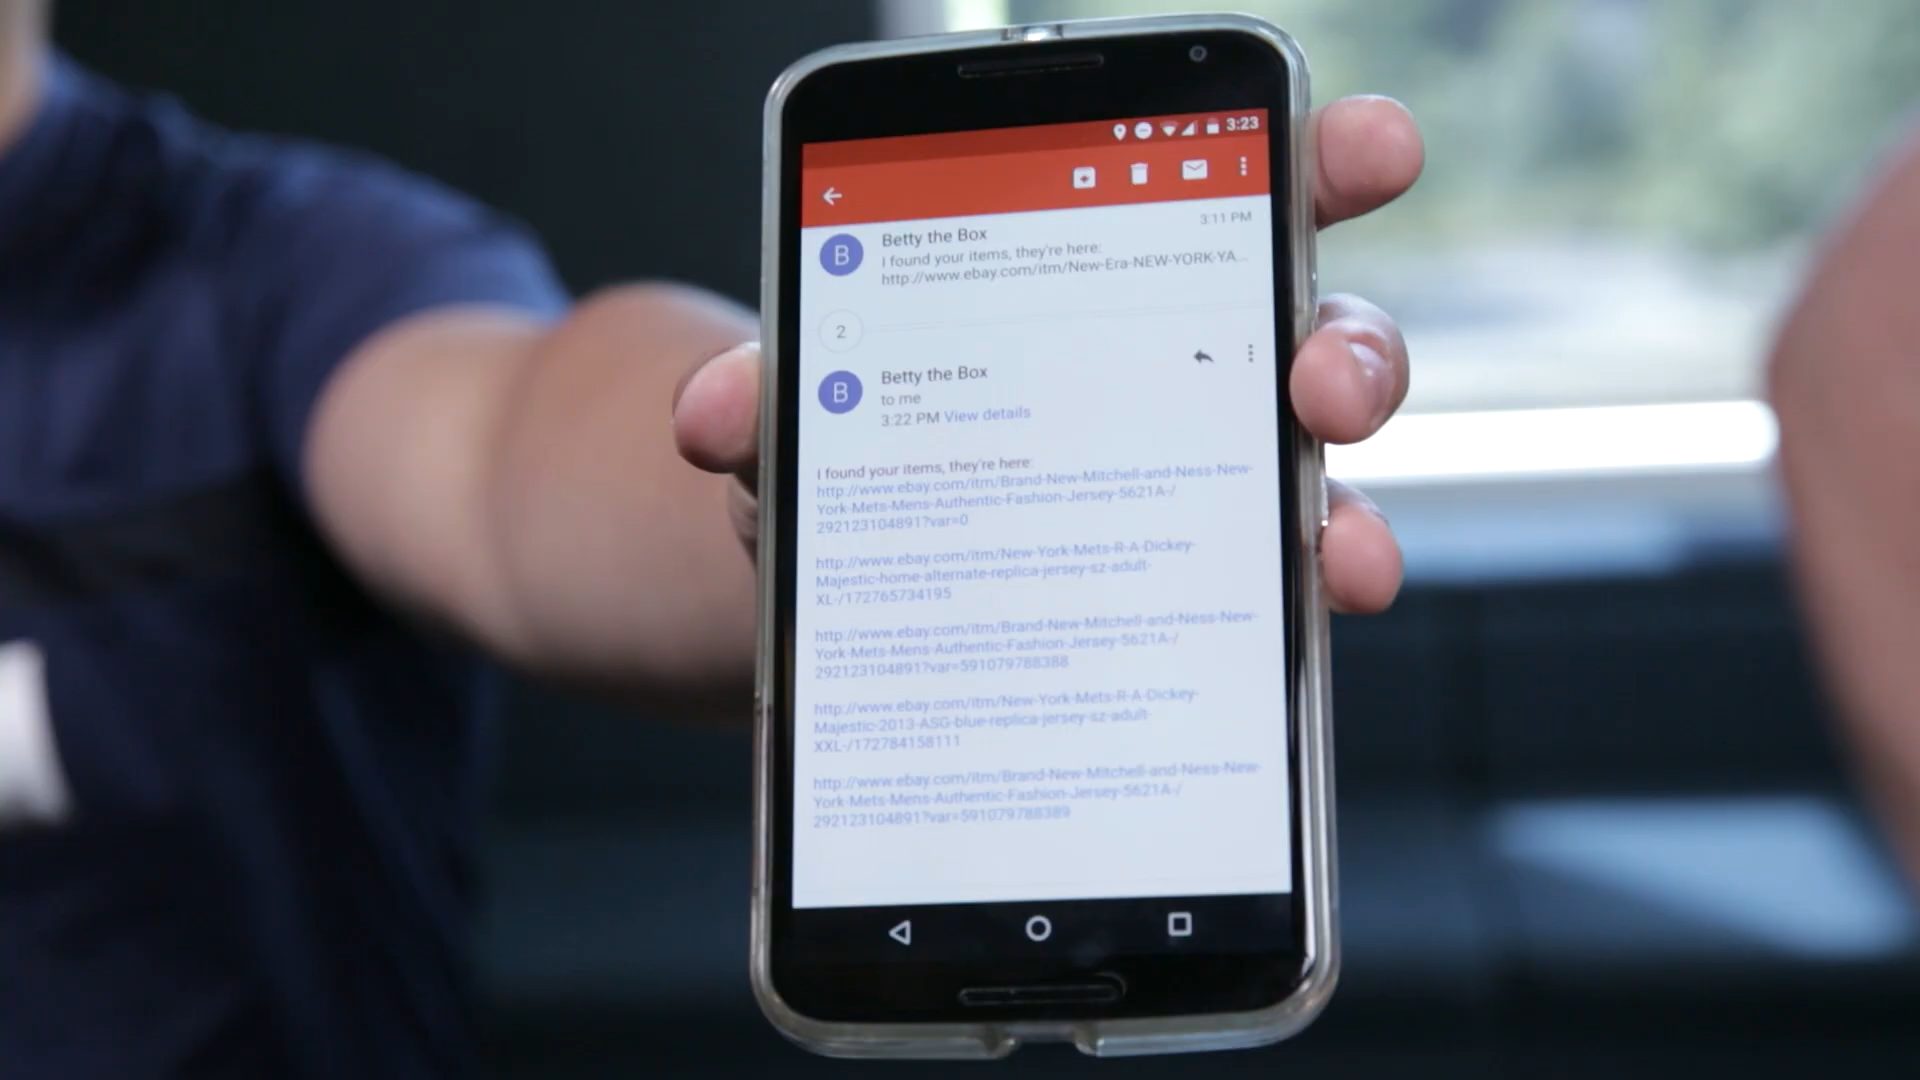 3:23
B
Betty the Box
3:11 PM
I found your items, they're here:
http://www.ebay.com/itm/New-Era-NEW-YORK-YA...
2
B
Betty the Box
to me
3:22 PM View details
I found your items, they're here:
http://www.ebay.com/itm/Brand-New-Mitchell-and-Ness-New-
York-Mets-Mens-Authentic-Fashion-Jersey-5621A-/
292123104891?var=0
http://www.ebay.com/itm/New-York-Mets-R-A-Dickey-
Majestic-home-alternate-replica-jersey-sz-adult-
XL-/172765734195
http://www.ebay.com/itm/Brand-New-Mitchell-and-Ness-New-
York-Mets-Mens-Authentic-Fashion-Jersey-5621A-/
292123104891?var=591079788388
http://www.ebay.com/itm/New-York-Mets-R-A-Dickey-
Majestic-2013-ASG-blue-replica-jersey-sz-adult-
XXL-/172784158111
http://www.ebay.com/itm/Brand-New-Mitchell-and-Ness-New-
York-Mets-Mens-Authentic-Fashion-Jersey-5621A-/
292123104891?var=591079788389